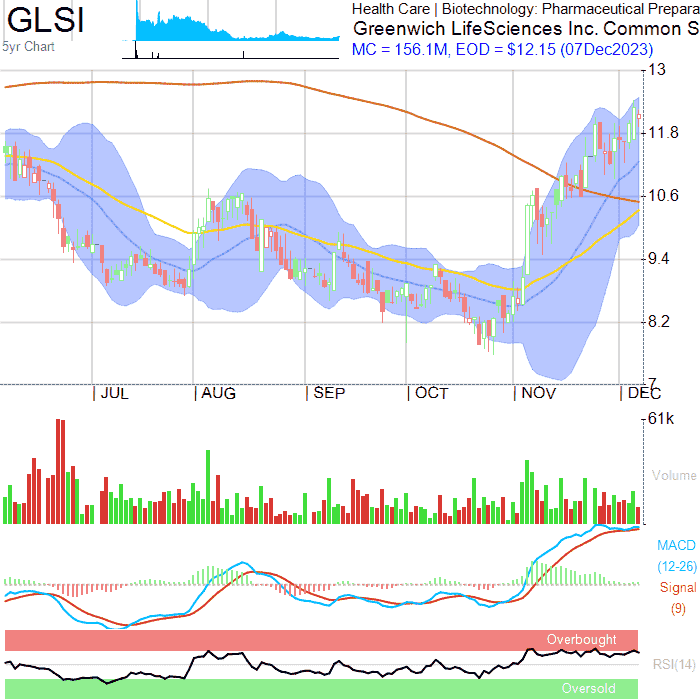 GLSI
5yr Chart
Health Care | Biotechnology: Pharmaceutical Prepara
Greenwich LifeSciences Inc. Common S
MC = 156.1M, EOD = $12.15 (07Dec2023)
13
11.8
10.6
9.4
8.2
7
JUL AUG SEP OCT NOV DEC
61k
Volume
MACD
(12-26)
Signal
(9)
Overbought
RSI(14)
Oversold